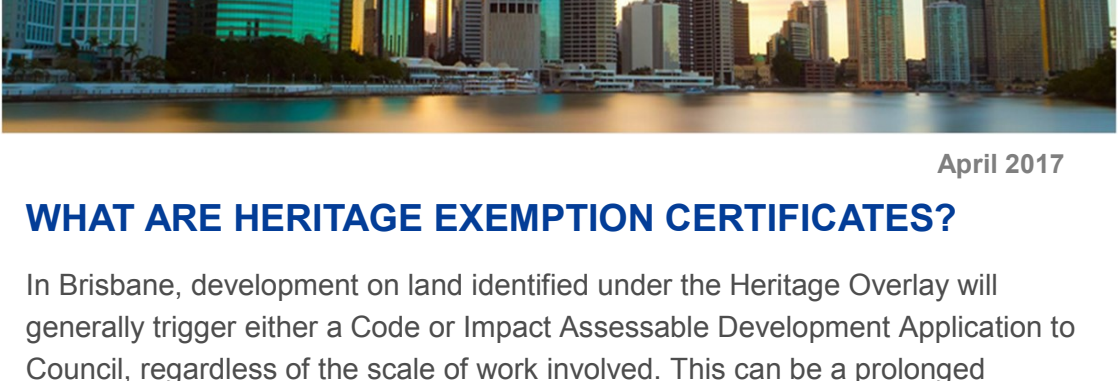 April 2017
WHAT ARE HERITAGE EXEMPTION CERTIFICATES?
In Brisbane, development on land identified under the Heritage Overlay will
generally trigger either a Code or Impact Assessable Development Application to
Council, regardless of the scale of work involved. This can be a prolonged